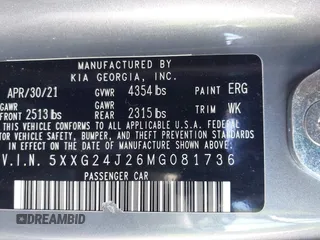 MANUFACTURED BY
KIA GEORGIA, INC.
APR/30/21 GVWR 4354 lbs PAINT ERG
GAWR FRONT 2513 lbs GAWR REAR 2315 lbs TRIM WK
THIS VEHICLE CONFORMS TO ALL APPLICABLE FEDERAL
MOTOR VEHICLE SAFETY, BUMPER, AND THEFT
PREVENTION STANDARDS IN EFFECT ON THE DATE OF
MANUFACTURE SHOWN ABOVE.
V.I.N. 5XXG24J26MG081736
PASSENGER CAR